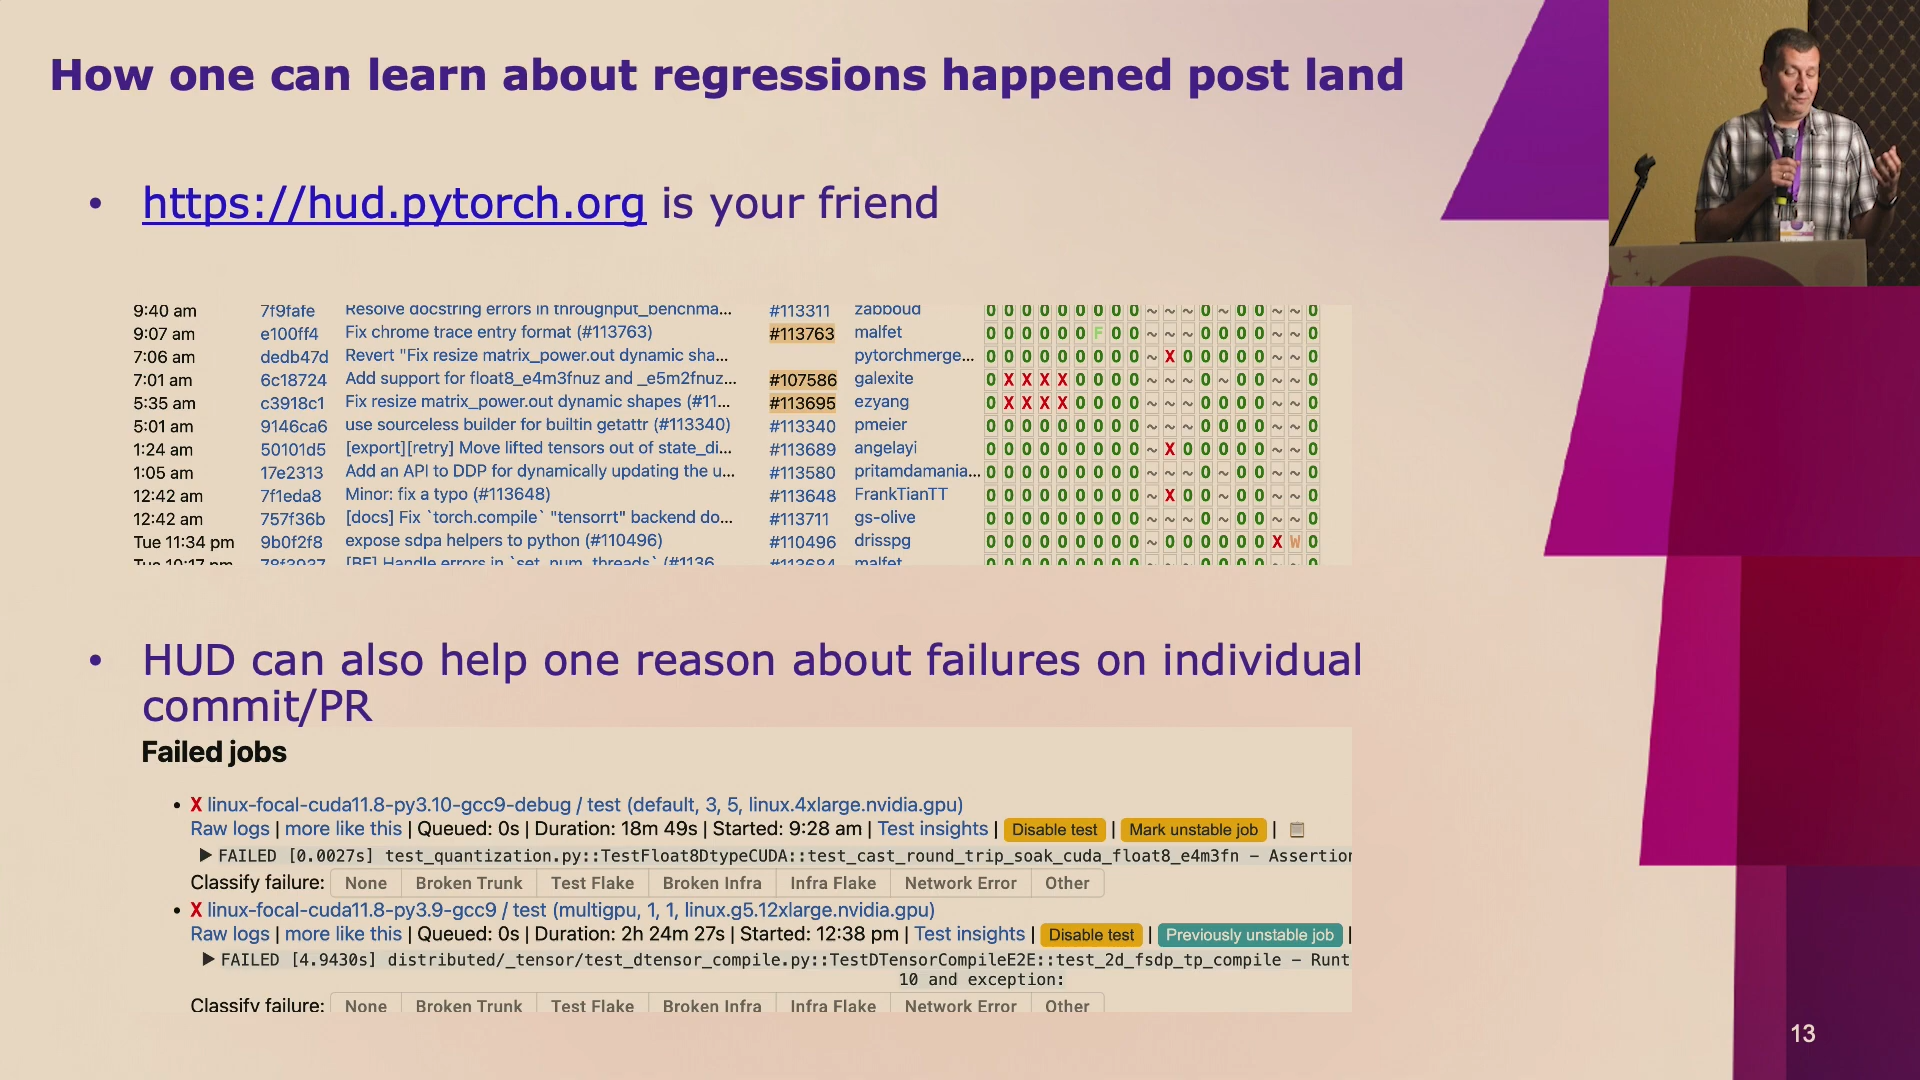 How one can learn about regressions happened post land
• https://hud.pytorch.org is your friend
9:40 am 7f9fafe Resolve docstring errors in throughput_benchma... #113311 zabboud O O O O O O O O O ~ ~ ~ O ~ O O ~ ~ O
9:07 am e100ff4 Fix chrome trace entry format (#113763) #113763 malfet O O O O O O F O O ~ ~ ~ O ~ O O ~ ~ O
7:06 am dedb47d Revert "Fix resize matrix_power.out dynamic sha... pytorchmerge... O O O O O O O O O ~ X O O O O O ~ ~ O
7:01 am 6c18724 Add support for float8_e4m3fnuz and _e5m2fnuz... #107586 galexite O X X X X O O O O ~ ~ ~ O ~ O O ~ ~ O
5:35 am c3918c1 Fix resize matrix_power.out dynamic shapes (#11... #113695 ezyang O X X X X O O O O ~ ~ ~ O O O O ~ ~ O
5:01 am 9146ca6 use sourceless builder for builtin getattr (#113340) #113340 pmeier O O O O O O O O O ~ ~ ~ O ~ O O ~ ~ O
1:24 am 50101d5 [export][retry] Move lifted tensors out of state_di... #113689 angelayi O O O O O O O O O ~ X O O O O O ~ ~ O
1:05 am 17e2313 Add an API to DDP for dynamically updating the u... #113580 pritamdamania... O O O O O O O O O ~ ~ ~ O ~ O O ~ ~ O
12:42 am 7f1eda8 Minor: fix a typo (#113648) #113648 FrankTianTT O O O O O O O O O ~ X O O ~ O O ~ ~ O
12:42 am 757f36b [docs] Fix `torch.compile` "tensorrt" backend do... #113711 gs-olive O O O O O O O O O ~ ~ ~ O ~ O O ~ ~ O
Tue 11:34 pm 9b0f2f8 expose sdpa helpers to python (#110496) #110496 drisspg O O O O O O O O O ~ O O O O O O X W O
Tue 10:17 pm 78f3937 [BE] Handle errors in `set_num_threads` (#1136 #113684 malfet
• HUD can also help one reason about failures on individual
commit/PR
Failed jobs
• X linux-focal-cuda11.8-py3.10-gcc9-debug / test (default, 3, 5, linux.4xlarge.nvidia.gpu)
Raw logs | more like this | Queued: 0s | Duration: 18m 49s | Started: 9:28 am | Test insights | Disable test | Mark unstable job |
▶ FAILED [0.0027s] test_quantization.py::TestFloat8DtypeCUDA::test_cast_round_trip_soak_cuda_float8_e4m3fn – Assertion
Classify failure: None Broken Trunk Test Flake Broken Infra Infra Flake Network Error Other
• X linux-focal-cuda11.8-py3.9-gcc9 / test (multigpu, 1, 1, linux.g5.12xlarge.nvidia.gpu)
Raw logs | more like this | Queued: 0s | Duration: 2h 24m 27s | Started: 12:38 pm | Test insights | Disable test | Previously unstable job |
▶ FAILED [4.9430s] distributed/_tensor/test_dtensor_compile.py::TestDTensorCompileE2E::test_2d_fsdp_tp_compile – Runt
10 and exception:
Classify failure: None Broken Trunk Test Flake Broken Infra Infra Flake Network Error Other
13